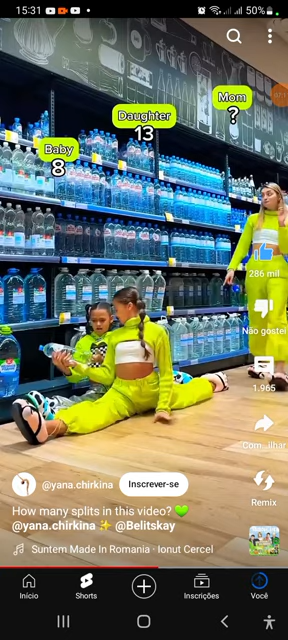 15:31
50%
Mom
?
Daughter
13
Baby
8
286 mil
Não gostei
1.965
Com...ilhar
@yana.chirkina
Inscrever-se
How many splits in this video? 💚
@yana.chirkina ✨ @Belitskay
Remix
Suntem Made In Romania · Ionut Cercel
Início
Shorts
Inscrições
Você